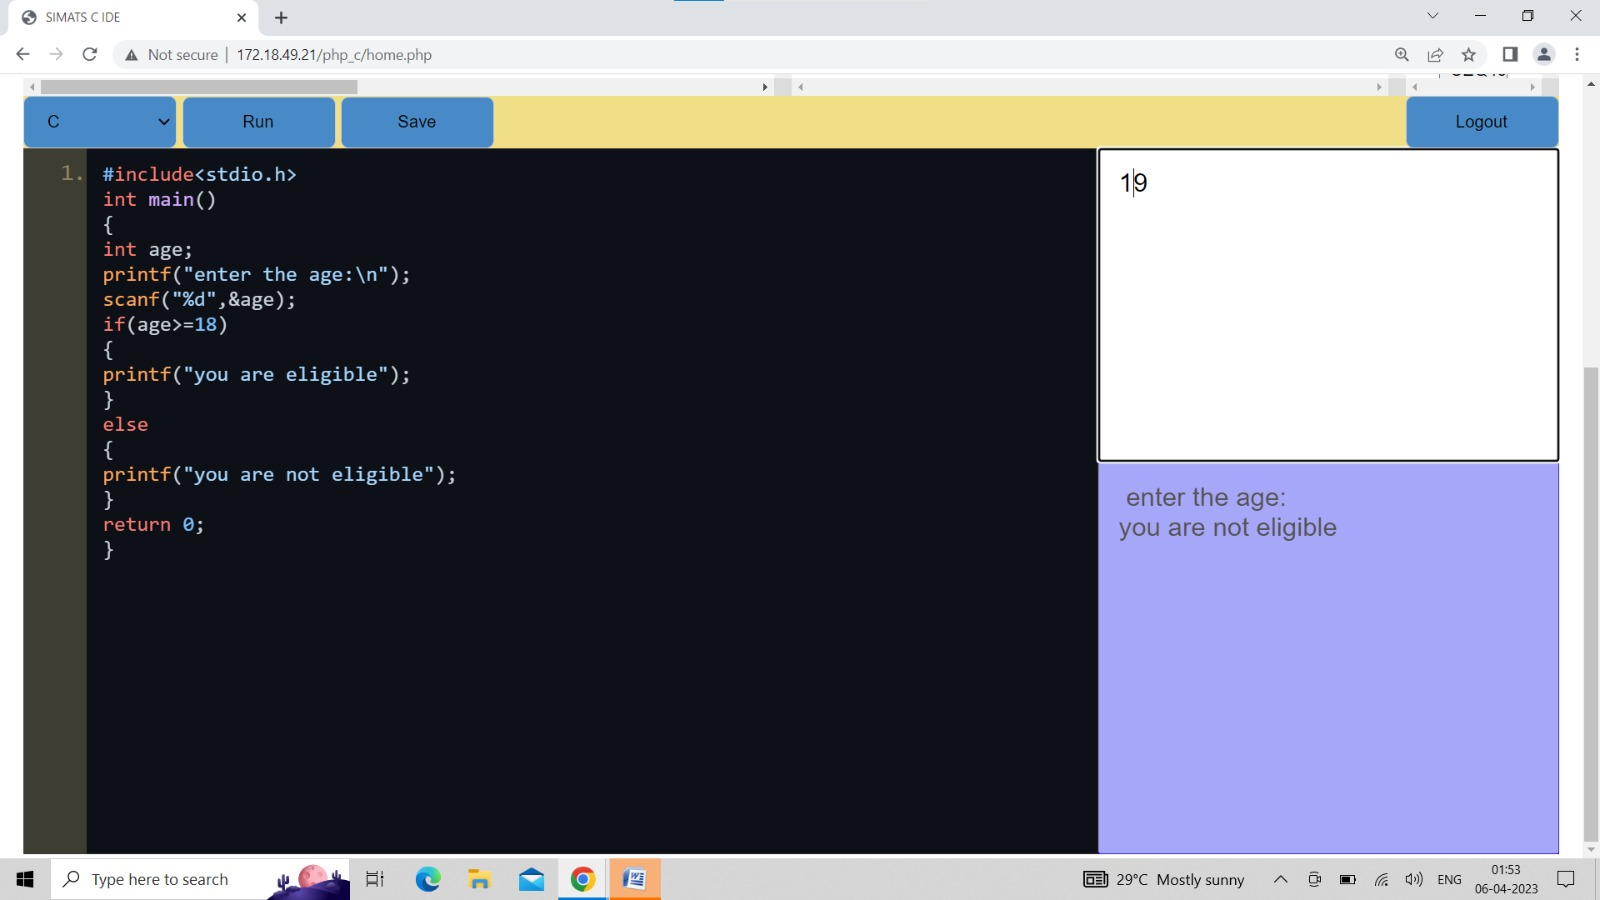 SIMATS C IDE
Not secure | 172.18.49.21/php_c/home.php
C
Run
Save
Logout
1.
#include<stdio.h>
int main()
{
int age;
printf("enter the age:\n");
scanf("%d",&age);
if(age>=18)
{
printf("you are eligible");
}
else
{
printf("you are not eligible");
}
return 0;
}
19
enter the age:
you are not eligible
Type here to search
29°C Mostly sunny
ENG
01:53
06-04-2023